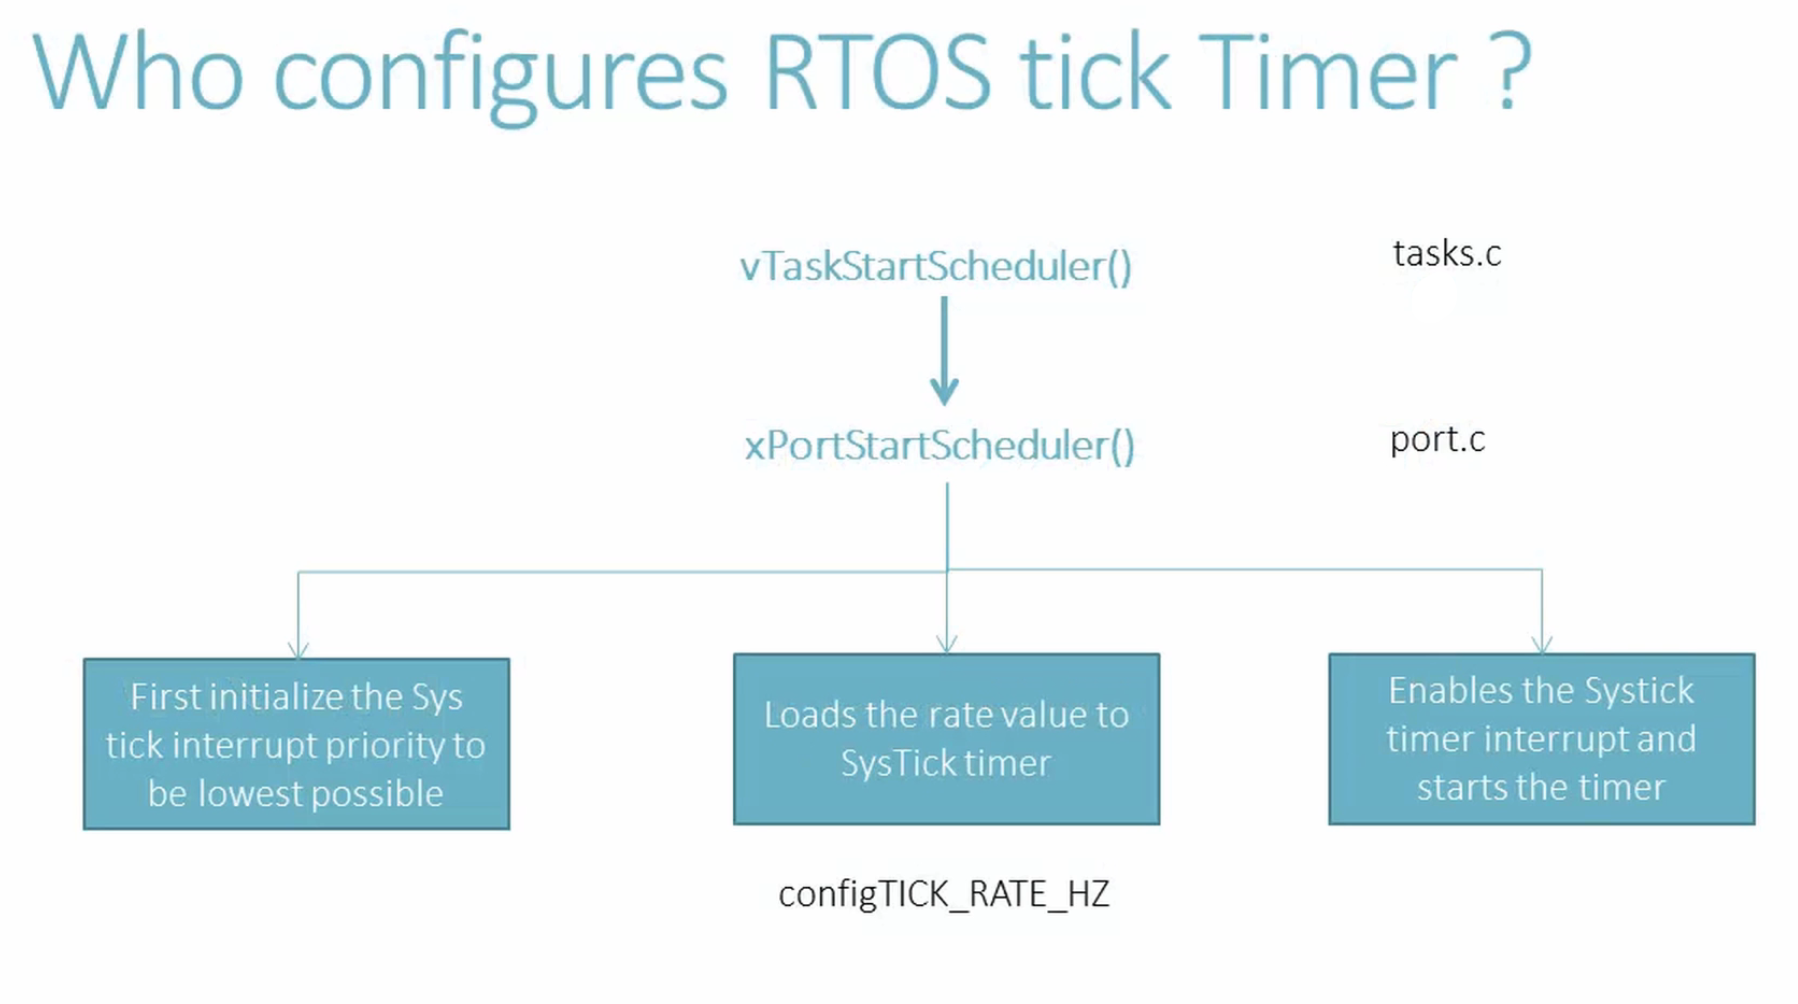 Who configures RTOS tick Timer ?
vTaskStartScheduler()
tasks.c
xPortStartScheduler()
port.c
First initialize the Sys
tick interrupt priority to
be lowest possible
Loads the rate value to
SysTick timer
Enables the Systick
timer interrupt and
starts the timer
configTICK_RATE_HZ